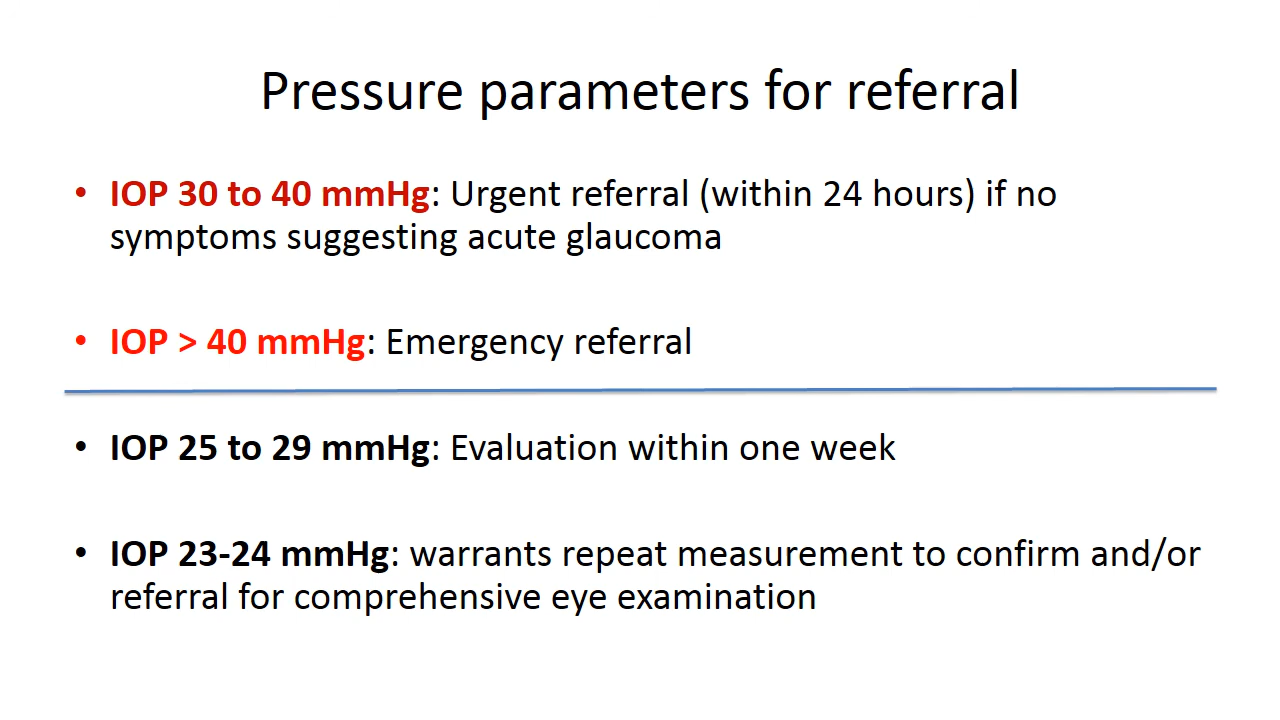 Pressure parameters for referral
• IOP 30 to 40 mmHg: Urgent referral (within 24 hours) if no
symptoms suggesting acute glaucoma
• IOP > 40 mmHg: Emergency referral
• IOP 25 to 29 mmHg: Evaluation within one week
• IOP 23-24 mmHg: warrants repeat measurement to confirm and/or
referral for comprehensive eye examination